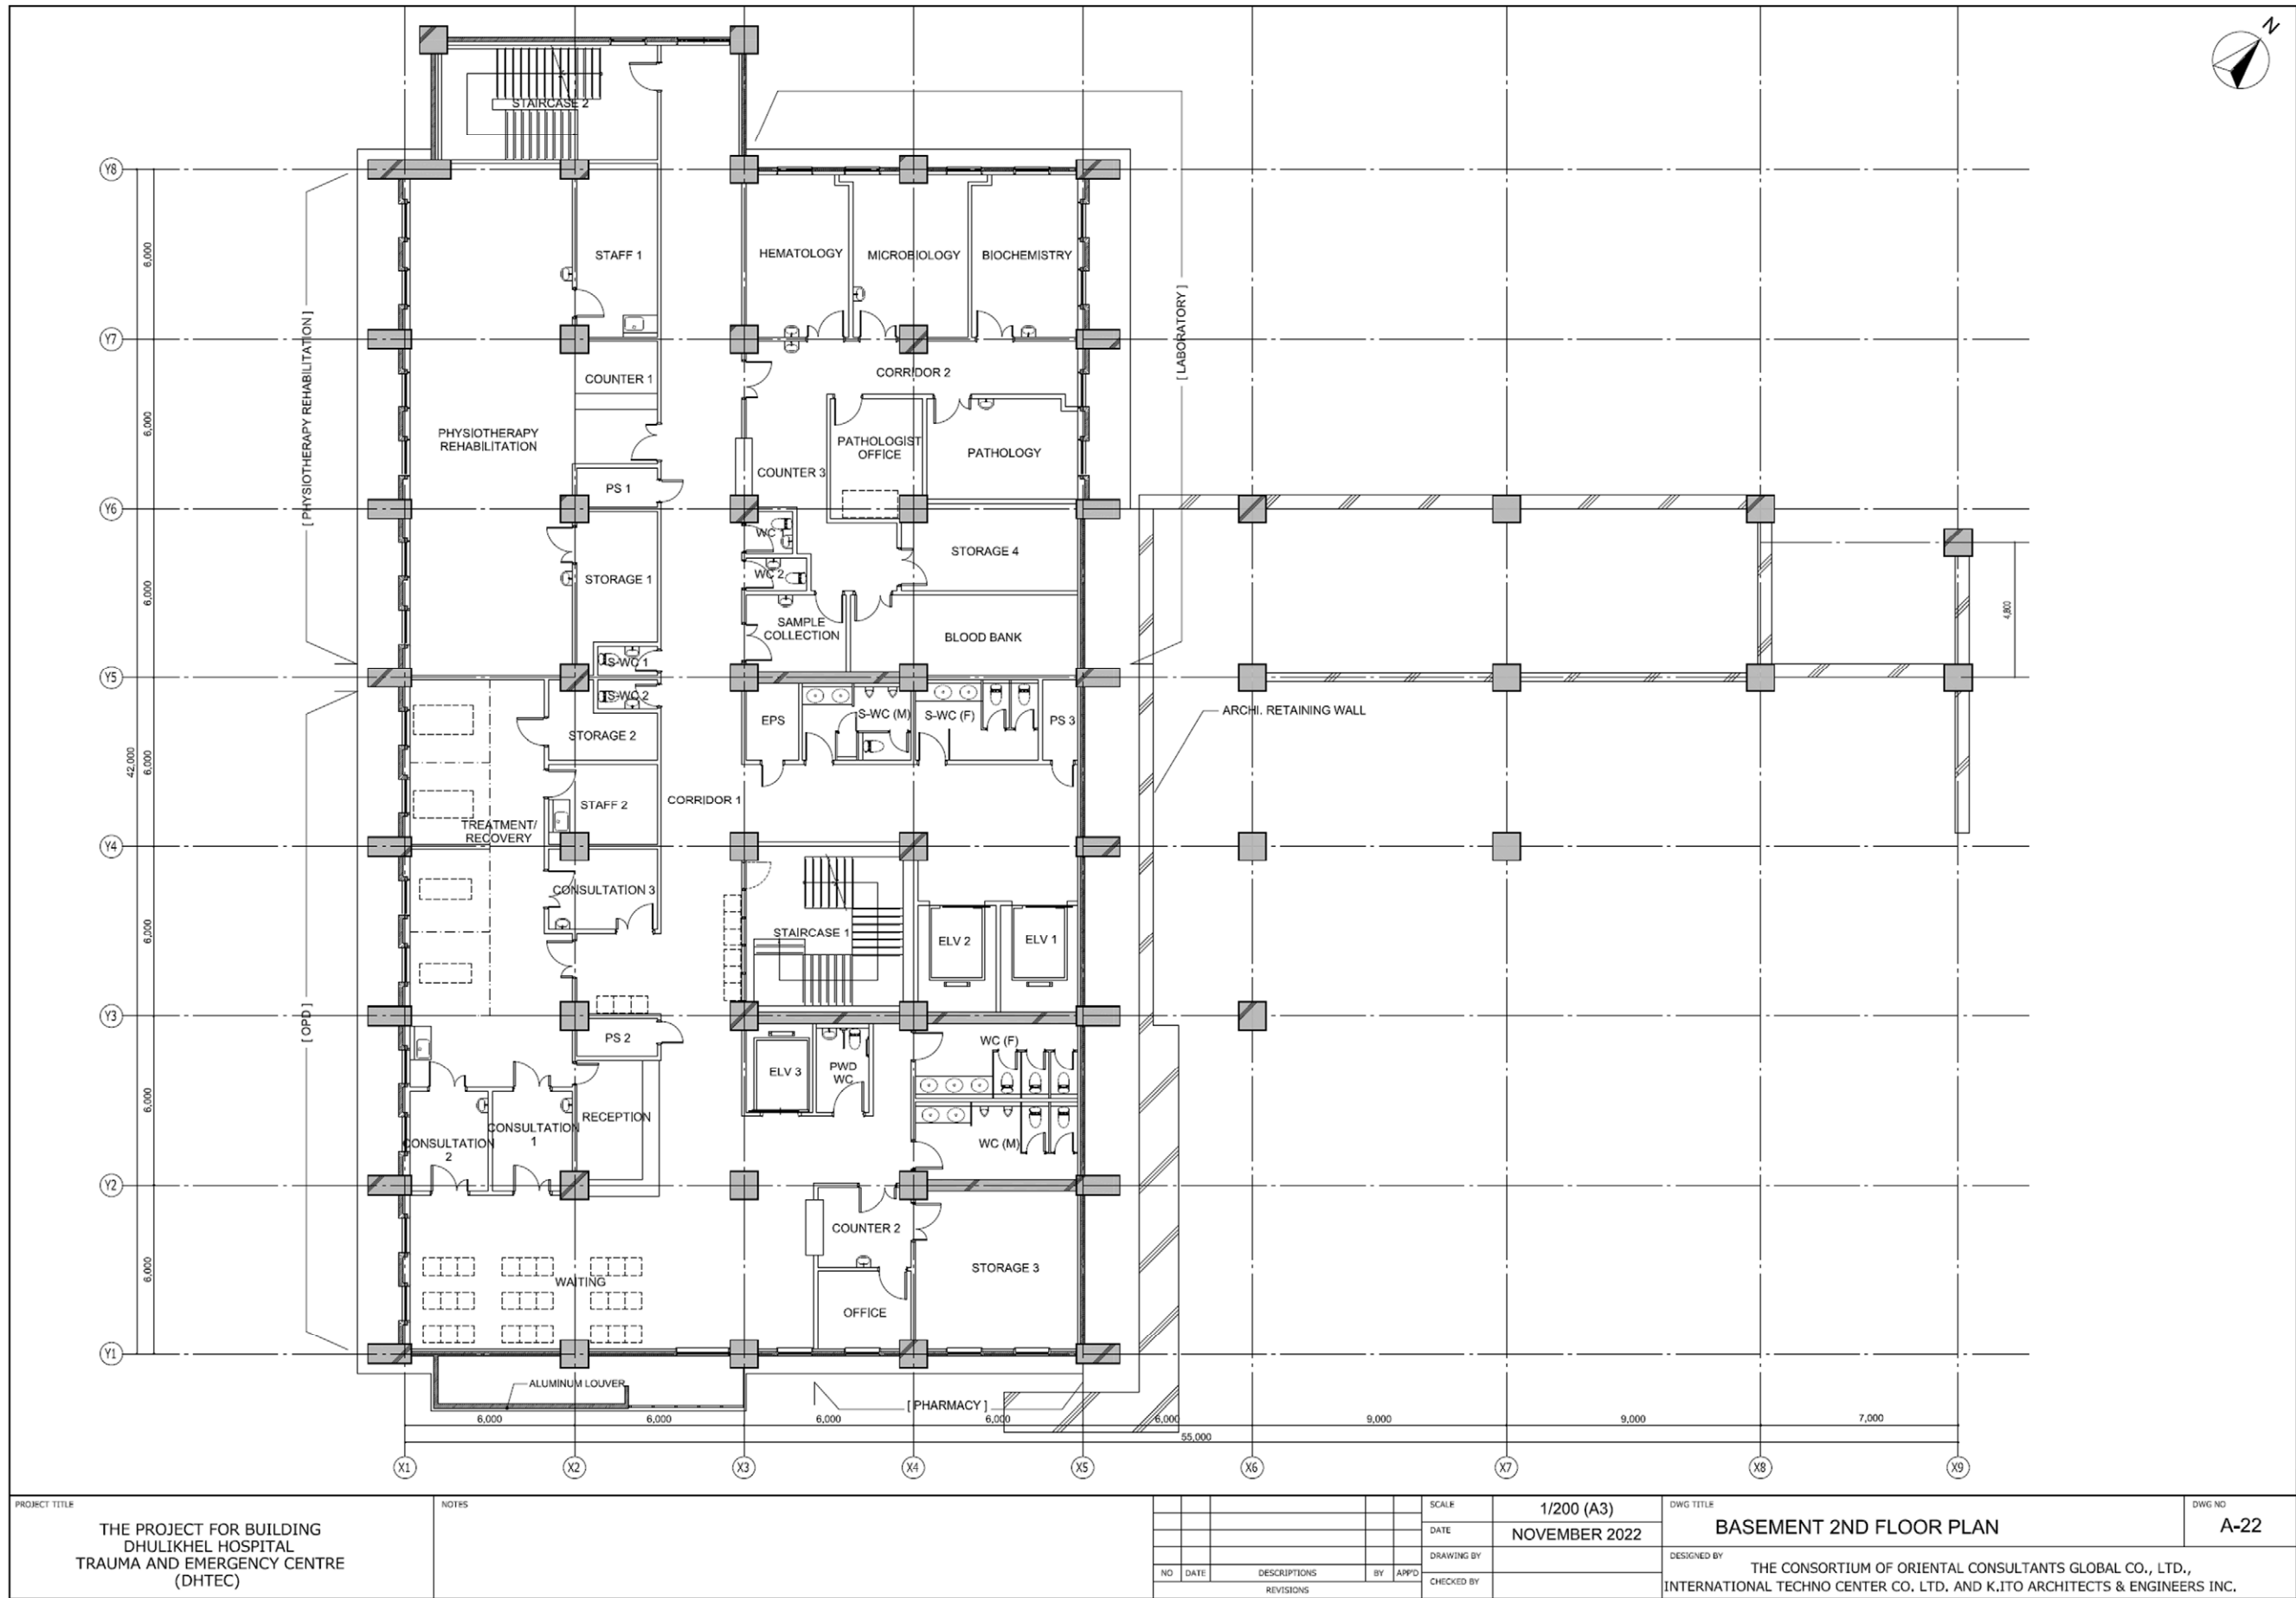 N
STAIRCASE 2
Y8
6,000
STAFF 1
HEMATOLOGY
MICROBIOLOGY
BIOCHEMISTRY
[ PHYSIOTHERAPY REHABILITATION ]
[ LABORATORY ]
Y7
COUNTER 1
CORRIDOR 2
6,000
PHYSIOTHERAPY
REHABILITATION
PATHOLOGIST
OFFICE
PATHOLOGY
COUNTER 3
PS 1
Y6
WC 1
STORAGE 4
WC 2
STORAGE 1
6,000
4,800
SAMPLE
COLLECTION
BLOOD BANK
S-WC 1
Y5
S-WC 2
EPS
S-WC (M)
S-WC (F)
PS 3
ARCHI. RETAINING WALL
STORAGE 2
42,000
6,000
STAFF 2
CORRIDOR 1
TREATMENT/
RECOVERY
Y4
CONSULTATION 3
6,000
STAIRCASE 1
ELV 2
ELV 1
[ OPD ]
Y3
PS 2
WC (F)
ELV 3
PWD
WC
6,000
RECEPTION
CONSULTATION
1
CONSULTATION
2
WC (M)
Y2
COUNTER 2
6,000
WAITING
STORAGE 3
OFFICE
Y1
ALUMINUM LOUVER
[ PHARMACY ]
6,000
6,000
6,000
6,000
6,000
9,000
9,000
7,000
55,000
X1
X2
X3
X4
X5
X6
X7
X8
X9
PROJECT TITLE
THE PROJECT FOR BUILDING
DHULIKHEL HOSPITAL
TRAUMA AND EMERGENCY CENTRE
(DHTEC)
NOTES
NO DATE DESCRIPTIONS BY APP'D
REVISIONS
SCALE 1/200 (A3)
DATE NOVEMBER 2022
DRAWING BY
CHECKED BY
DWG TITLE
BASEMENT 2ND FLOOR PLAN
DWG NO
A-22
DESIGNED BY
THE CONSORTIUM OF ORIENTAL CONSULTANTS GLOBAL CO., LTD.,
INTERNATIONAL TECHNO CENTER CO. LTD. AND K.ITO ARCHITECTS & ENGINEERS INC.